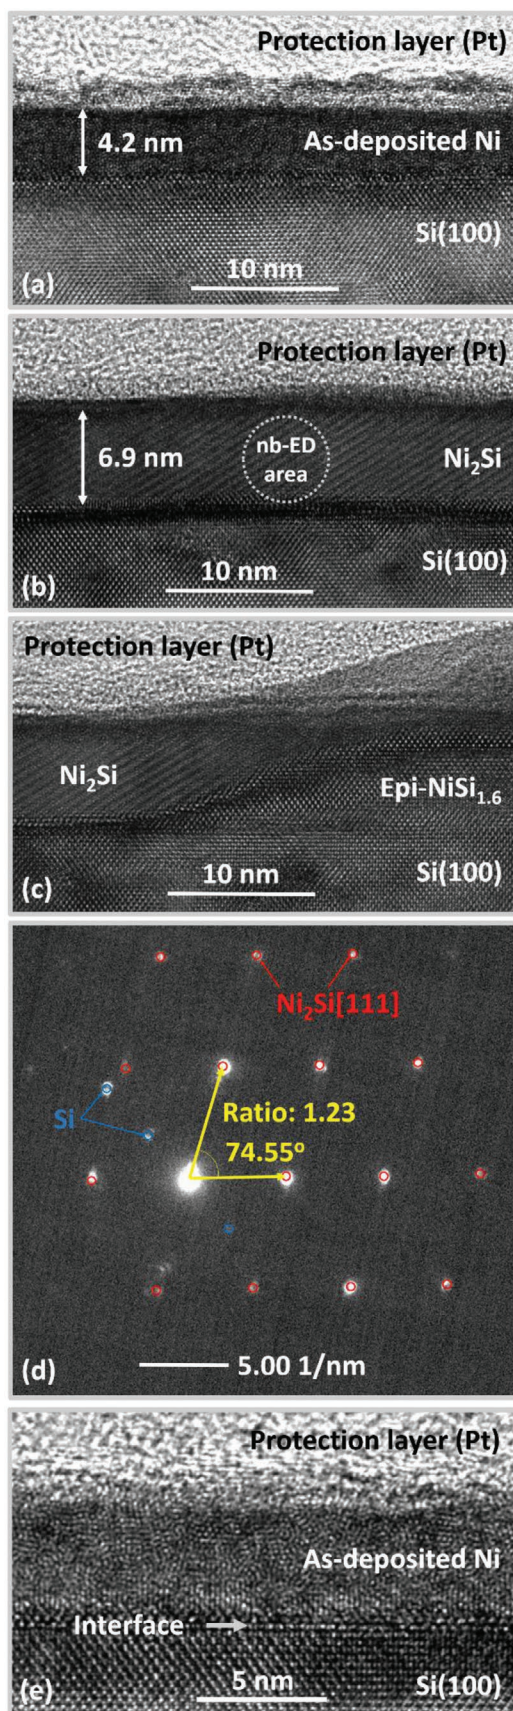 Protection layer (Pt)
4.2 nm
As-deposited Ni
Si(100)
(a)
10 nm
Protection layer (Pt)
6.9 nm
nb-ED
area
Ni₂Si
Si(100)
(b)
10 nm
Protection layer (Pt)
Ni₂Si
Epi-NiSi₁.₆
Si(100)
(c)
10 nm
Ni₂Si[111]
Si
Ratio: 1.23
74.55°
(d)
5.00 1/nm
Protection layer (Pt)
As-deposited Ni
Interface
Si(100)
(e)
5 nm